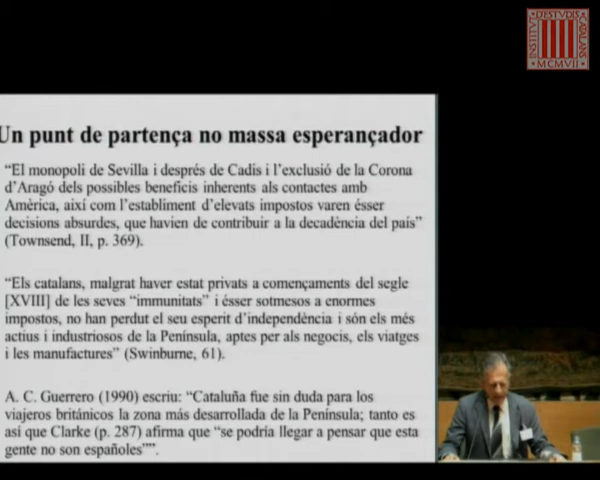 INSTITVT
D'ESTVDIS
CATALANS
MCMVII
Un punt de partença no massa esperançador
“El monopoli de Sevilla i després de Cadis i l’exclusió de la Corona
d’Aragó dels possibles beneficis inherents als contactes amb
Amèrica, així com l’establiment d’elevats impostos varen ésser
decisions absurdes, que havien de contribuir a la decadència del país”
(Townsend, II, p. 369).
“Els catalans, malgrat haver estat privats a començaments del segle
[XVIII] de les seves “immunitats” i ésser sotmesos a enormes
impostos, no han perdut el seu esperit d’independència i són els més
actius i industriosos de la Península, aptes per als negocis, els viatges
i les manufactures” (Swinburne, 61).
A. C. Guerrero (1990) escriu: “Cataluña fue sin duda para los
viajeros británicos la zona más desarrollada de la Península; tanto es
así que Clarke (p. 287) afirma que “se podría llegar a pensar que esta
gente no son españoles””.